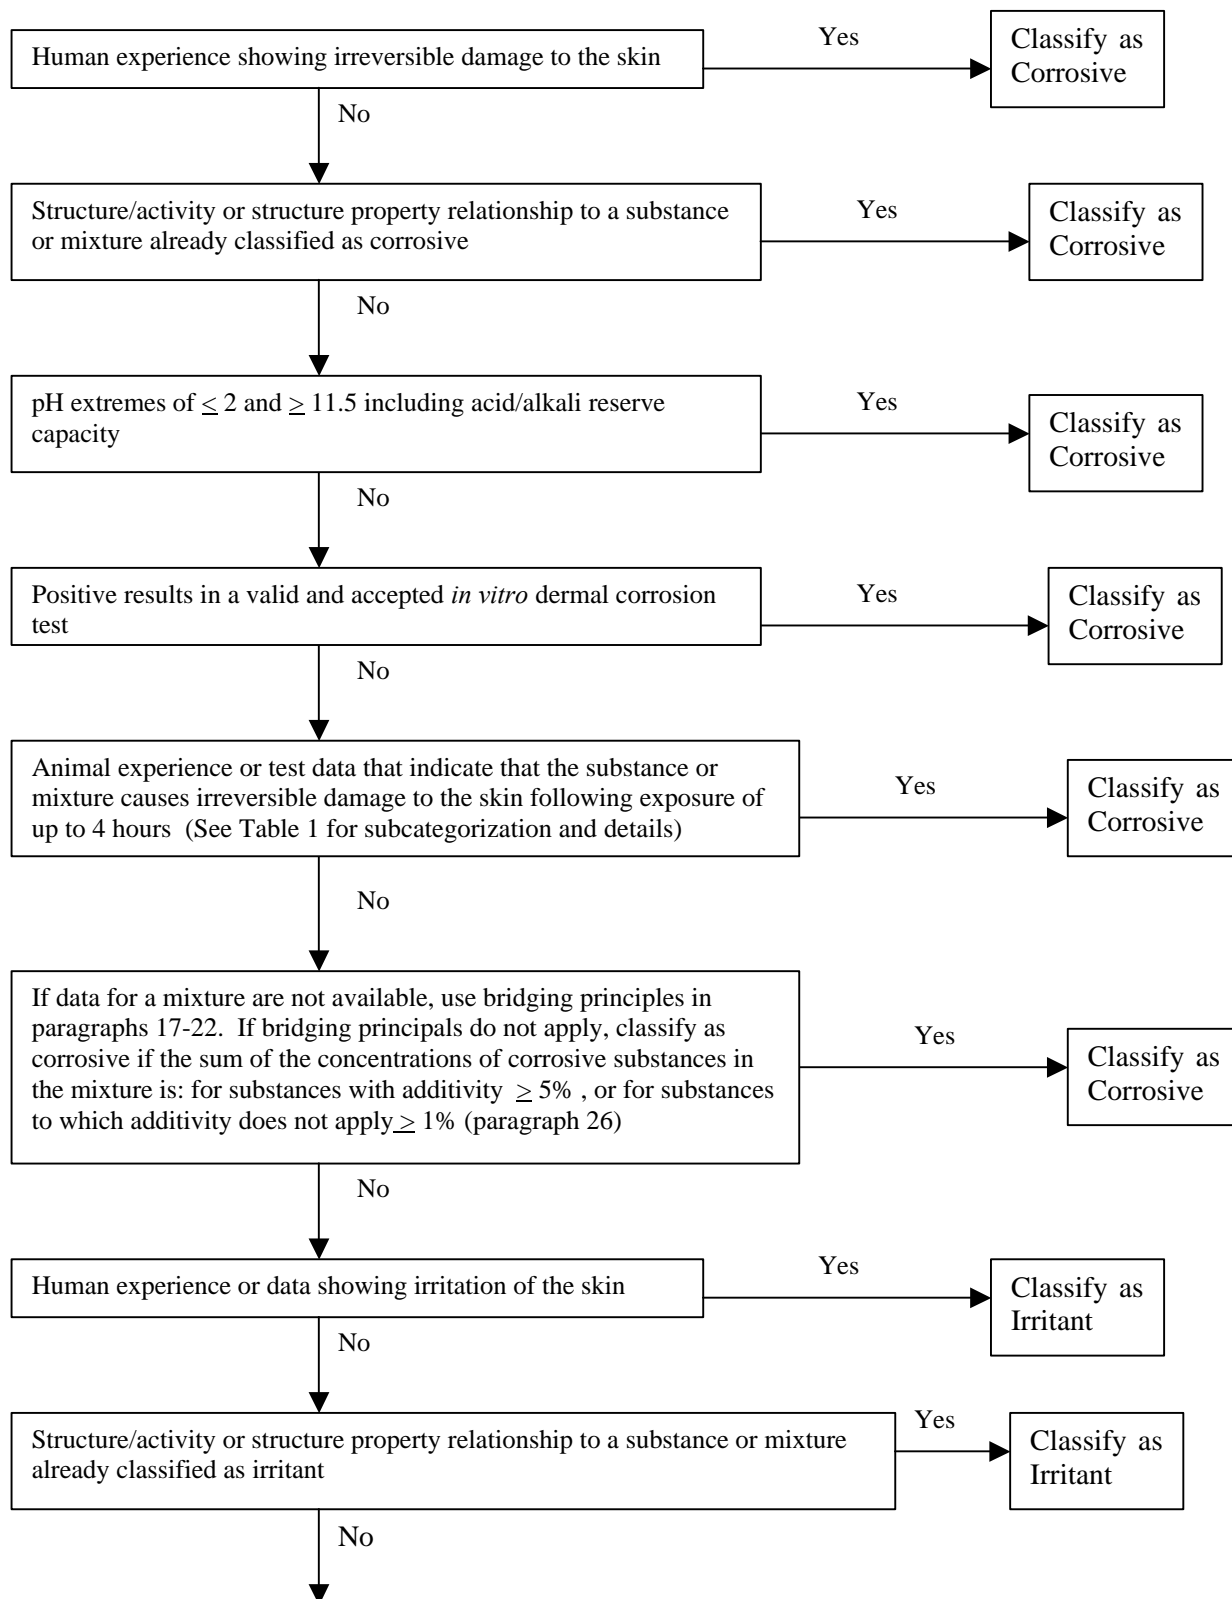 Human experience showing irreversible damage to the skin
Yes
Classify as
Corrosive
No
Structure/activity or structure property relationship to a substance
or mixture already classified as corrosive
Yes
Classify as
Corrosive
No
pH extremes of ≤ 2 and ≥ 11.5 including acid/alkali reserve
capacity
Yes
Classify as
Corrosive
No
Positive results in a valid and accepted in vitro dermal corrosion
test
Yes
Classify as
Corrosive
No
Animal experience or test data that indicate that the substance or
mixture causes irreversible damage to the skin following exposure of
up to 4 hours (See Table 1 for subcategorization and details)
Yes
Classify as
Corrosive
No
If data for a mixture are not available, use bridging principles in
paragraphs 17-22. If bridging principals do not apply, classify as
corrosive if the sum of the concentrations of corrosive substances in
the mixture is: for substances with additivity ≥ 5% , or for substances
to which additivity does not apply ≥ 1% (paragraph 26)
Yes
Classify as
Corrosive
No
Human experience or data showing irritation of the skin
Yes
Classify as
Irritant
No
Structure/activity or structure property relationship to a substance or mixture
already classified as irritant
Yes
Classify as
Irritant
No